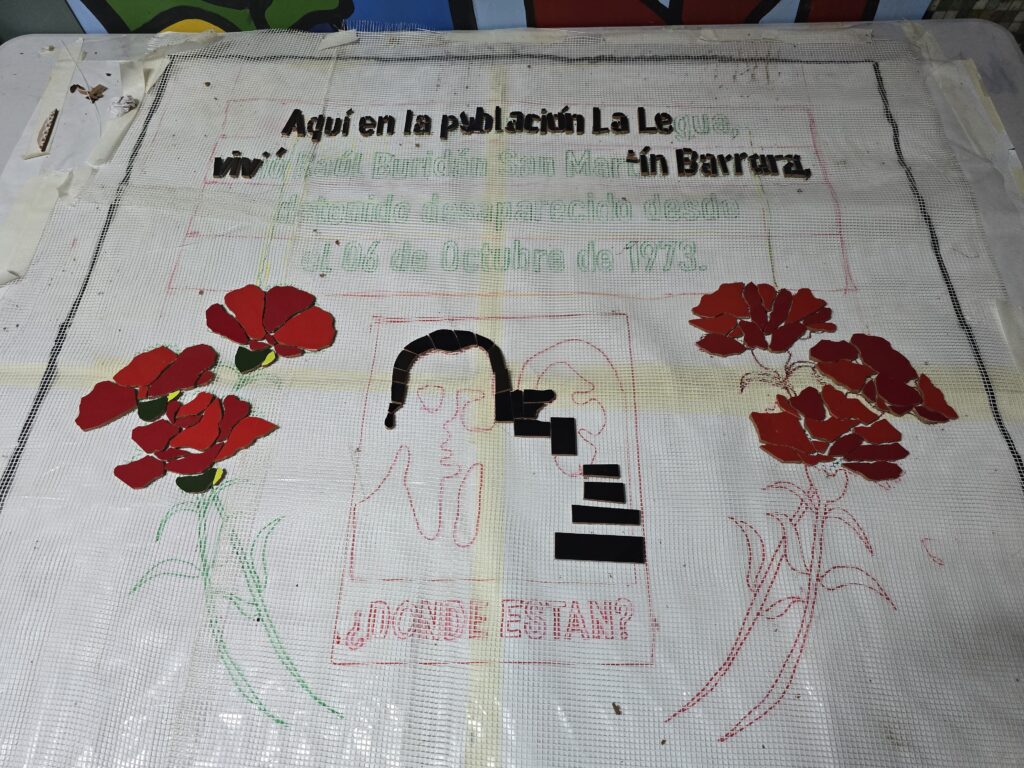 Aquí en la población La Legua,
vivió Raúl Buridán San Martín Barrera,
detenido desaparecido desde
el 06 de Octubre de 1973.
¿DONDE ESTAN?